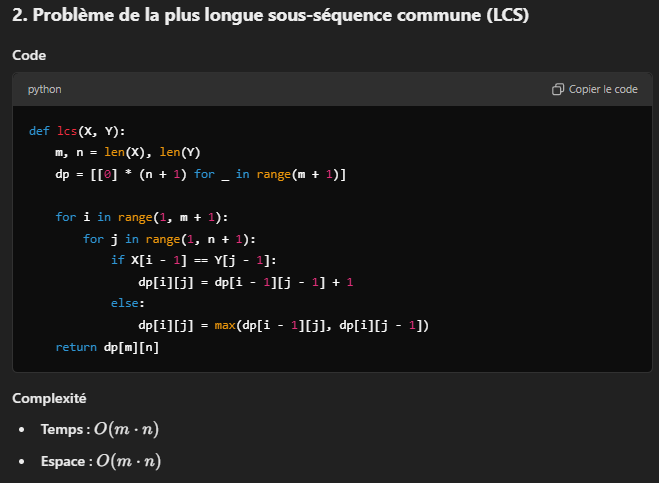 2. Problème de la plus longue sous-séquence commune (LCS)
Code
python
Copier le code
def lcs(X, Y):
    m, n = len(X), len(Y)
    dp = [[0] * (n + 1) for _ in range(m + 1)]

    for i in range(1, m + 1):
        for j in range(1, n + 1):
            if X[i - 1] == Y[j - 1]:
                dp[i][j] = dp[i - 1][j - 1] + 1
            else:
                dp[i][j] = max(dp[i - 1][j], dp[i][j - 1])
    return dp[m][n]
Complexité
• Temps : O(m · n)
• Espace : O(m · n)